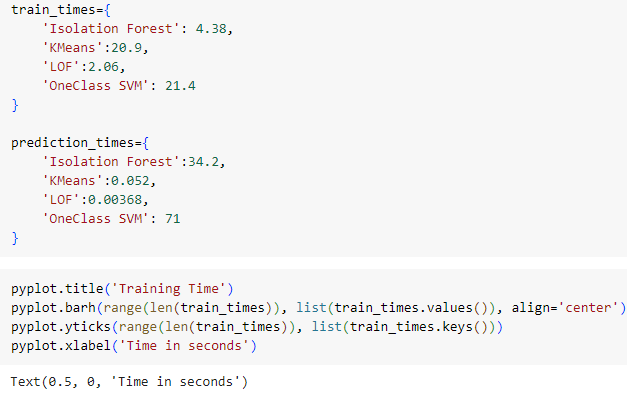 train_times={
    'Isolation Forest': 4.38,
    'KMeans':20.9,
    'LOF':2.06,
    'OneClass SVM': 21.4
}
prediction_times={
    'Isolation Forest':34.2,
    'KMeans':0.052,
    'LOF':0.00368,
    'OneClass SVM': 71
}
pyplot.title('Training Time')
pyplot.barh(range(len(train_times)), list(train_times.values()), align='center')
pyplot.yticks(range(len(train_times)), list(train_times.keys()))
pyplot.xlabel('Time in seconds')
Text(0.5, 0, 'Time in seconds')